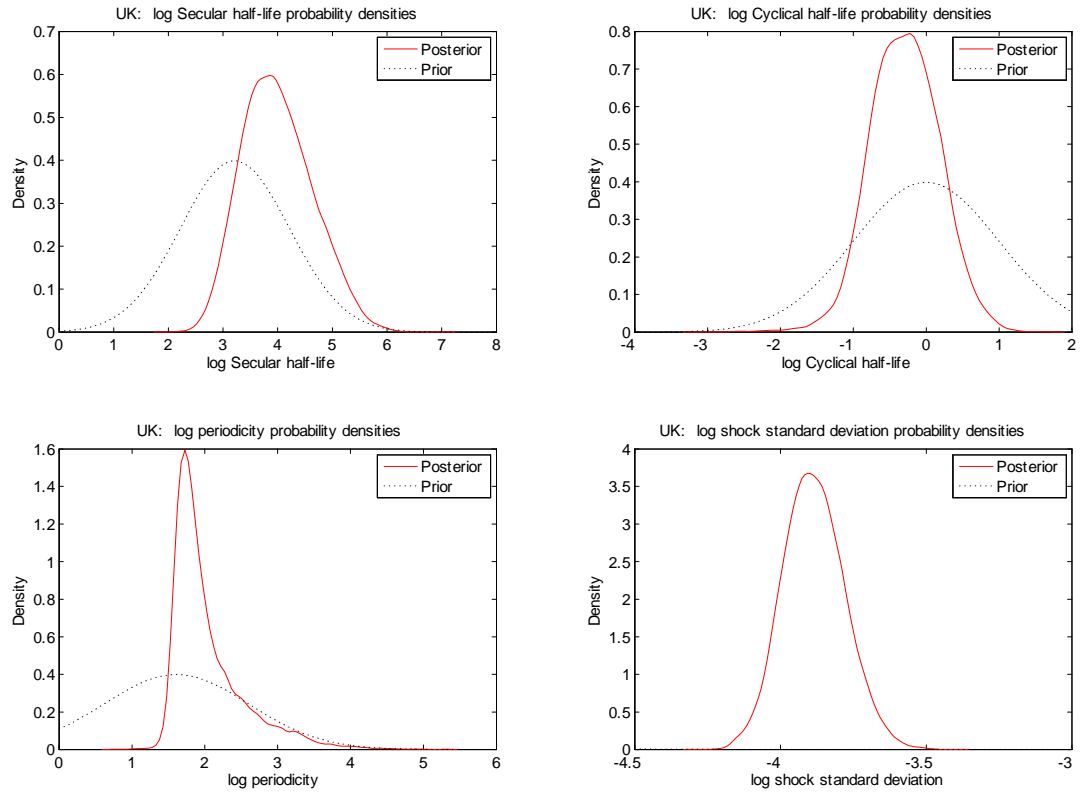 UK: log Secular half-life probability densities
0.7
0.6
0.5
0.4
0.3
0.2
0.1
0
Density
Posterior
Prior
0 1 2 3 4 5 6 7 8
log Secular half-life
UK: log Cyclical half-life probability densities
0.8
0.7
0.6
0.5
0.4
0.3
0.2
0.1
0
Density
Posterior
Prior
-4 -3 -2 -1 0 1 2
log Cyclical half-life
UK: log periodicity probability densities
1.6
1.4
1.2
1
0.8
0.6
0.4
0.2
0
Density
Posterior
Prior
0 1 2 3 4 5 6
log periodicity
UK: log shock standard deviation probability densities
4
3.5
3
2.5
2
1.5
1
0.5
0
Density
Posterior
Prior
-4.5 -4 -3.5 -3
log shock standard deviation